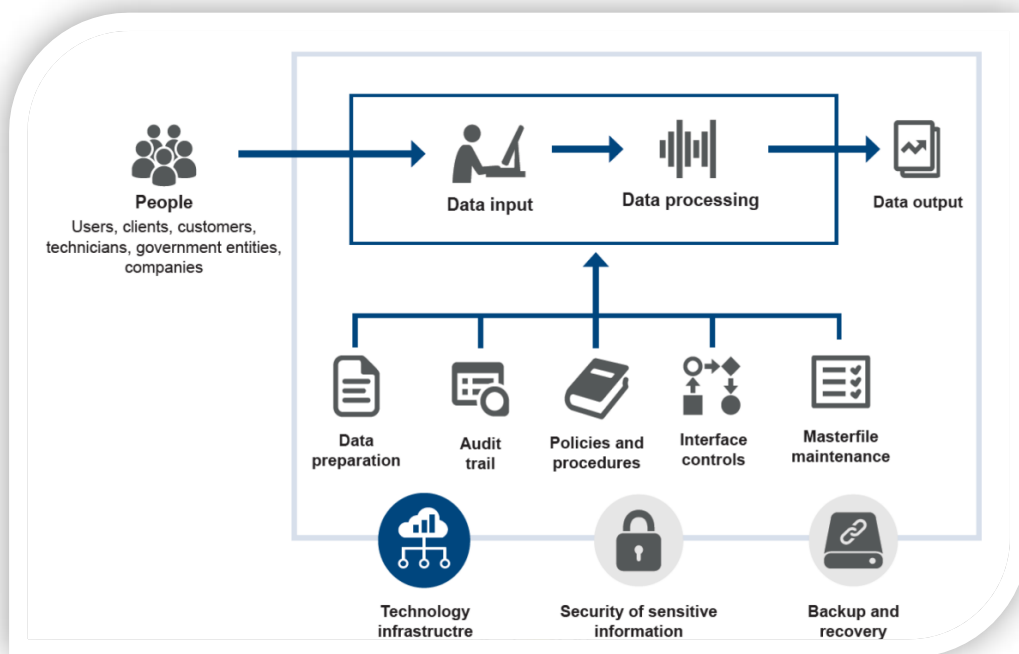 People
Users, clients, customers,
technicians, government entities,
companies
Data input
Data processing
Data output
Data
preparation
Audit
trail
Policies and
procedures
Interface
controls
Masterfile
maintenance
Technology
infrastructre
Security of sensitive
information
Backup and
recovery